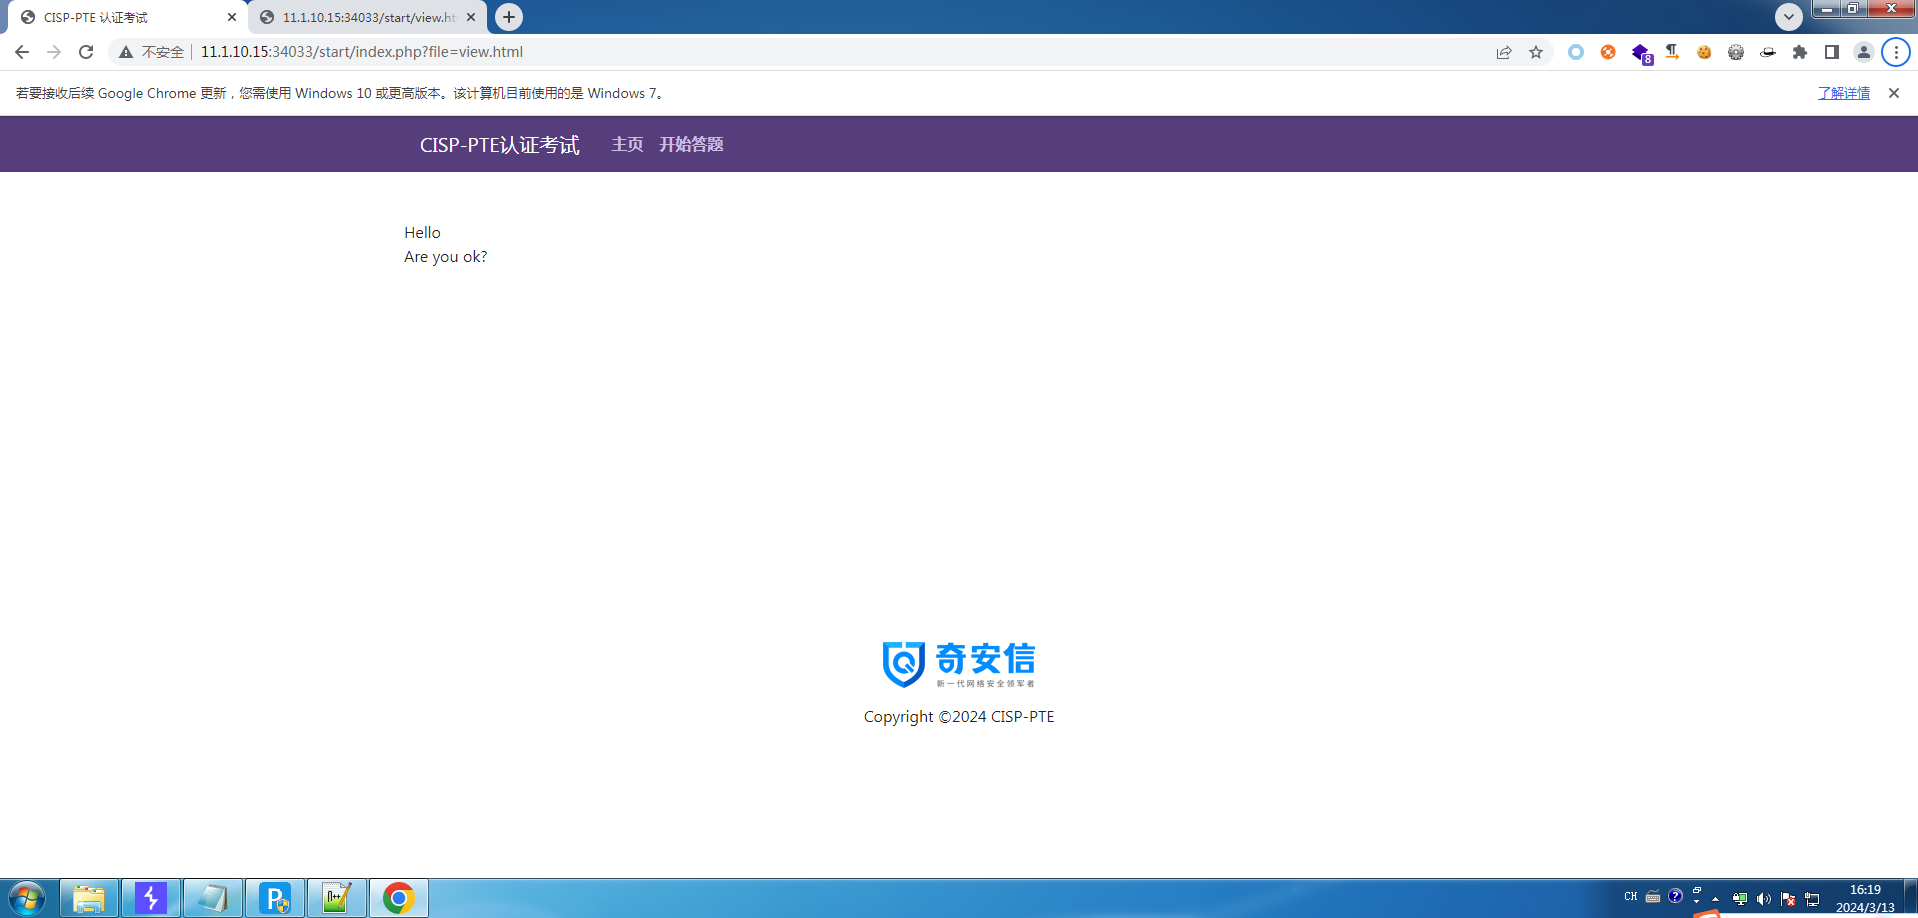 CISP-PTE 认证考试
11.1.10.15:34033/start/view.ht
不安全
11.1.10.15:34033/start/index.php?file=view.html
8
若要接收后续 Google Chrome 更新，您需使用 Windows 10 或更高版本。该计算机目前使用的是 Windows 7。
了解详情
CISP-PTE认证考试
主页
开始答题
Hello
Are you ok?
奇安信
新一代网络安全领军者
Copyright ©2024 CISP-PTE
CH
16:19
2024/3/13